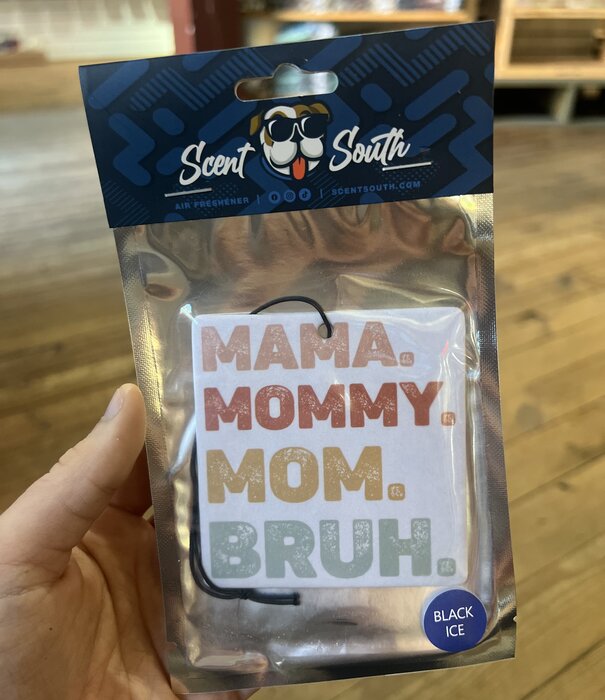 Scent South
AIR FRESHENER | | SCENTSOUTH.COM
MAMA.
MOMMY.
MOM.
BRUH.
BLACK
ICE